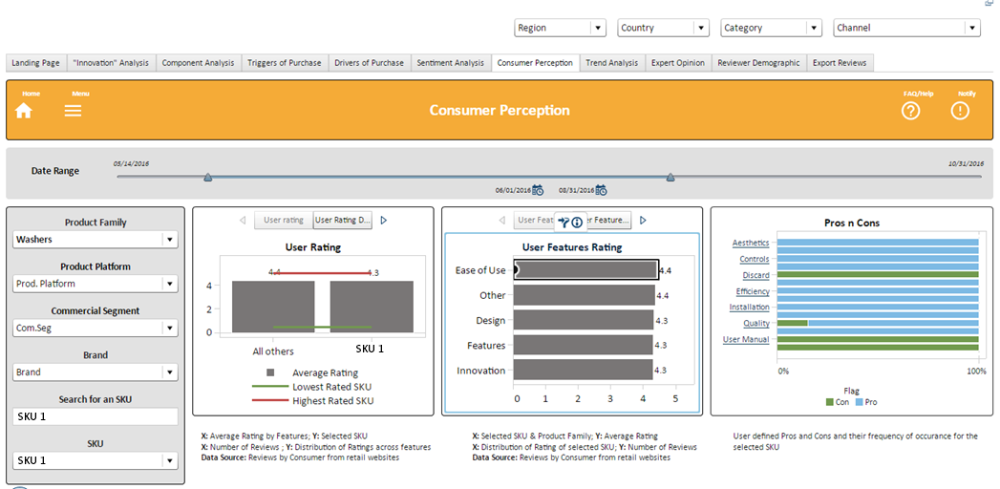 Region Country Category Channel
Landing Page "Innovation" Analysis Component Analysis Triggers of Purchase Drivers of Purchase Sentiment Analysis Consumer Perception Trend Analysis Expert Opinion Reviewer Demographic Export Reviews
Home Menu FAQ/Help Notify
Consumer Perception
05/14/2016 10/31/2016
Date Range
06/01/2016 08/31/2016
Product Family
Washers
Product Platform
Prod. Platform
Commercial Segment
Com.Seg
Brand
Brand
Search for an SKU
SKU 1
SKU
SKU 1
User rating User Rating D...
User Rating
4.4 4.3
4
2
0
All others SKU 1
Average Rating
Lowest Rated SKU
Highest Rated SKU
X: Average Rating by Features; Y: Selected SKU
X: Number of Reviews ; Y: Distribution of Ratings across features
Data Source: Reviews by Consumer from retail websites
User Feat r Feature...
User Features Rating
Ease of Use 4.4
Other 4.4
Design 4.3
Features 4.3
Innovation 4.3
0 1 2 3 4 5
X: Selected SKU & Product Family; Y: Average Rating
X: Distribution of Rating of selected SKU; Y: Number of Reviews
Data Source: Reviews by Consumer from retail websites
Pros n Cons
Aesthetics
Controls
Discard
Efficiency
Installation
Quality
User Manual
0% 100%
Flag
Con Pro
User defined Pros and Cons and their frequency of occurance for the
selected SKU